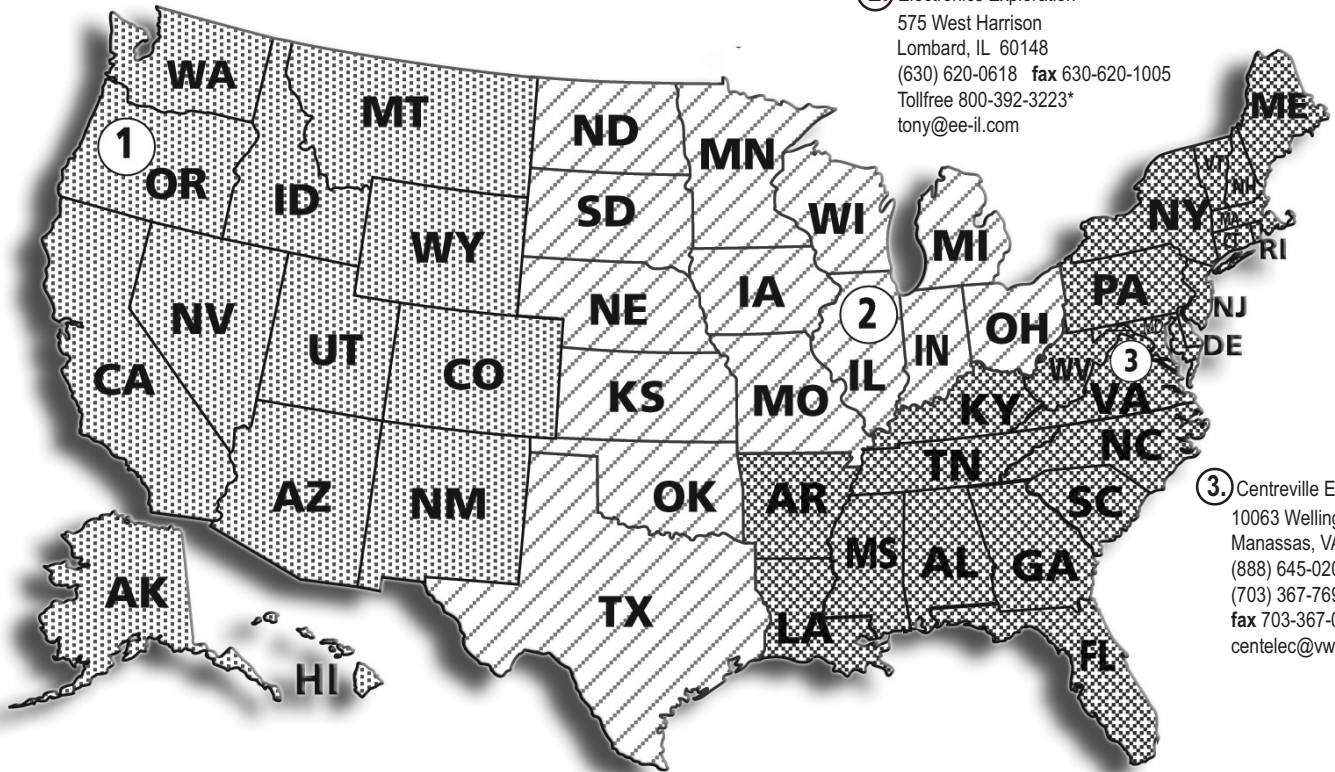 2. Electronics Exploration
575 West Harrison
Lombard, IL 60148
(630) 620-0618 fax 630-620-1005
Tollfree 800-392-3223*
tony@ee-il.com
WA
MT
ND
MN
ME
1
OR
ID
SD
WI
MI
VT
NH
NY
MA
CT
RI
WY
IA
PA
NJ
NV
NE
2
IL
IN
OH
MD
DE
3
WV
UT
CO
CA
KS
MO
KY
VA
NC
TN
AZ
NM
OK
AR
SC
3. Centreville E
10063 Welling
Manassas, VA
(888) 645-020
(703) 367-769
fax 703-367-0
centelec@vw
MS
AL
GA
AK
TX
LA
FL
HI